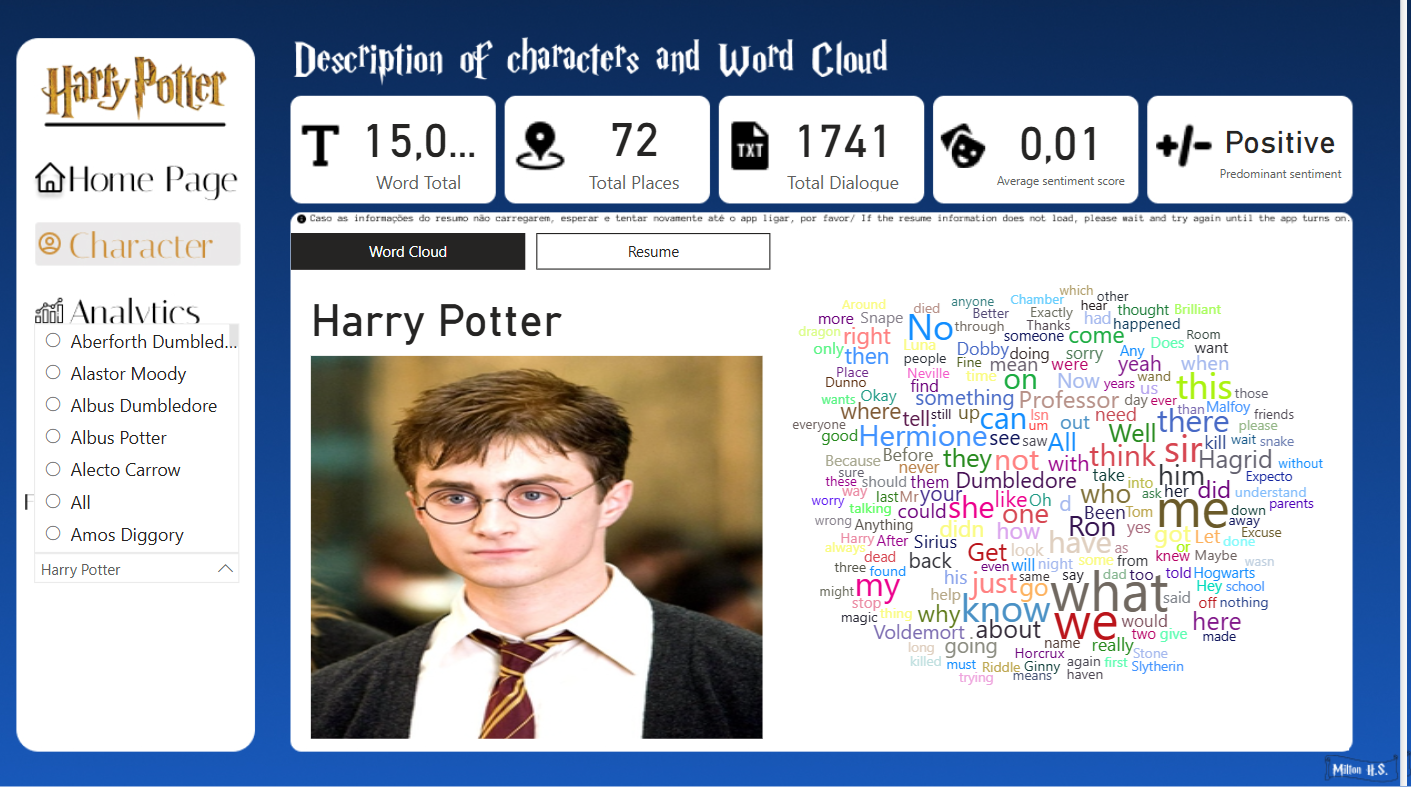 Harry Potter
Home Page
Character
Analytics
Aberforth Dumbled...
Alastor Moody
Albus Dumbledore
Albus Potter
Alecto Carrow
All
Amos Diggory
Harry Potter
Description of characters and Word Cloud
T 15,0...
Word Total
72
Total Places
TXT 1741
Total Dialogue
0,01
Average sentiment score
+/- Positive
Predominant sentiment
Caso as informações do resumo não carregarem, esperar e tentar novamente até o app ligar, por favor/ If the resume information does not load, please wait and try again until the app turns on.
Word Cloud
Resume
Harry Potter
which
other
Around
died
anyone
Chamber
hear
more
Snape
No
Better
Exactly
had
thought
Brilliant
dragon
right
through
Thanks
happened
only
then
Luna
people
Dobby
doing
someone
sorry
come
Any
Does
Room
want
Place
Dunno
Neville
Fine
mean
were
yeah
when
find
time
on
Now
years
wand
us
this
those
wants
Okay
something
Professor
day
ever
than
Malfoy
friends
everyone
where
tell
still
up
can
Isn
um
out
need
there
please
good
Hermione
see
saw
All
Well
sir
kill
wait
snake
Because
Before
they
not
with
think
Hagrid
without
sure
never
these
should
them
Dumbledore
take
into
him
Expecto
way
worry
last
Mr
your
like
Oh
d
who
ask
her
did
understand
parents
talking
could
she
one
Been
Tom
me
down
away
wrong
Anything
didn
how
Ron
yes
got
Let
Excuse
Harry
After
Sirius
always
dead
back
Get
look
have
as
or
done
knew
Maybe
wasn
three
found
even
will
night
some
from
told
Hogwarts
might
my
his
just
same
say
dad
too
Hey
school
stop
help
go
what
said
off
nothing
magic
thing
why
know
we
would
here
Voldemort
.
about
two
give
made
long
going
name
really
killed
must
Riddle
Horcrux
Ginny
again
first
Stone
Slytherin
trying
means
haven
Milton H.S.